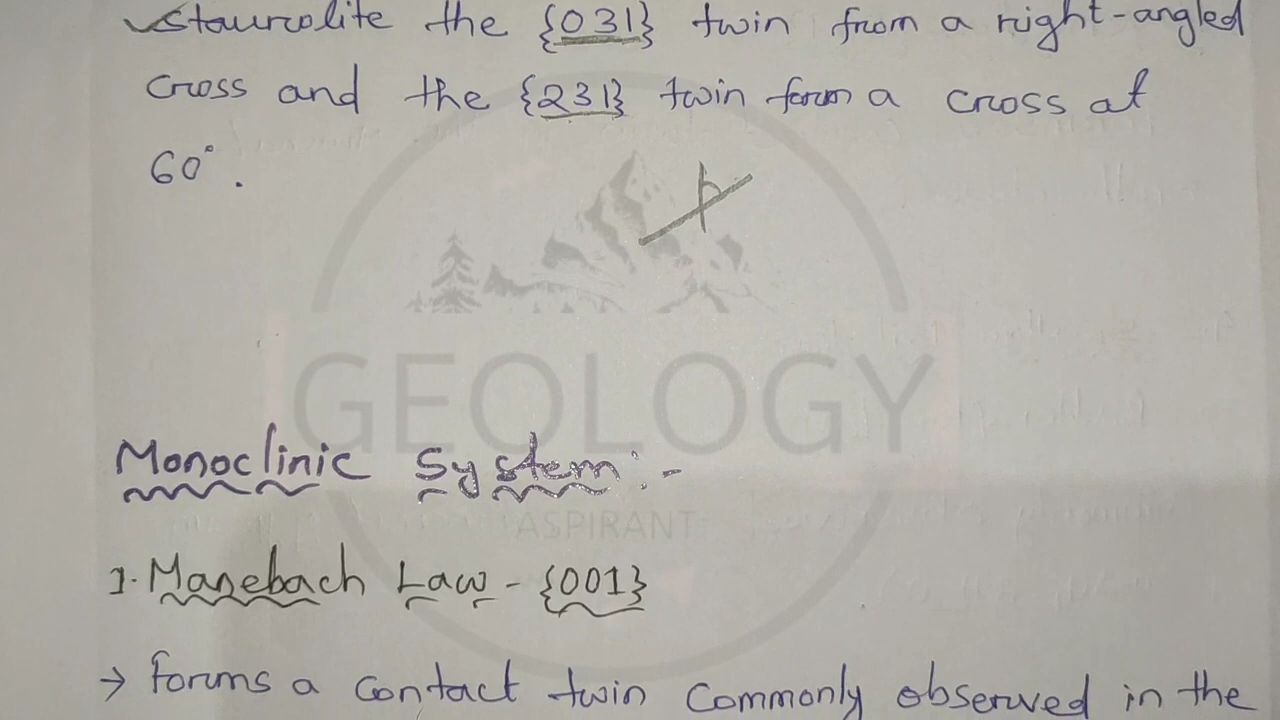 Staurolite the {031} twin from a right-angled
cross and the {231} twin form a cross at
60°.
GEOLOGY
Monoclinic System:-
ASPIRANT
1. Manebach Law - {001}
→ Forms a contact twin commonly observed in the